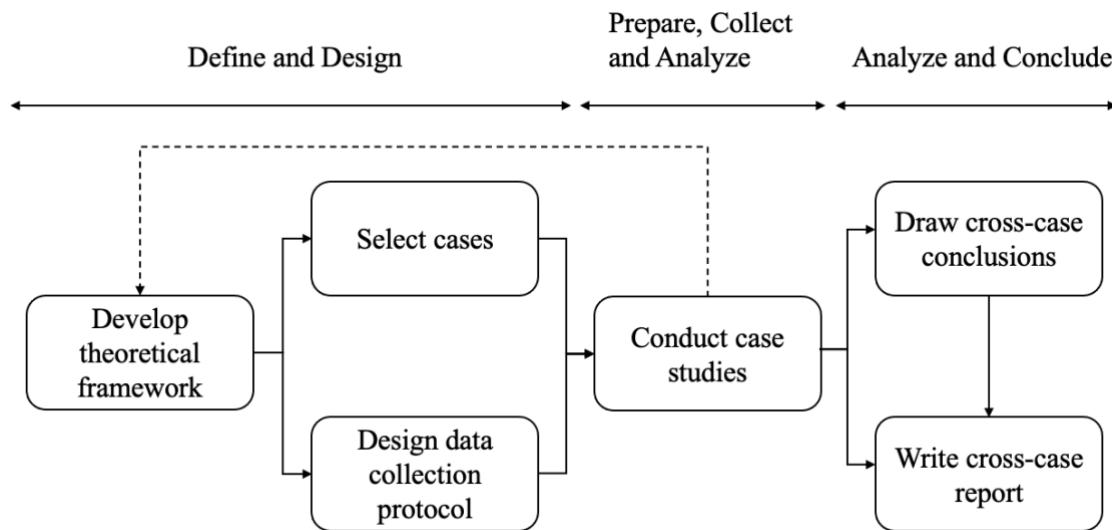 Define and Design
Prepare, Collect
and Analyze
Analyze and Conclude
Develop
theoretical
framework
Select cases
Design data
collection
protocol
Conduct case
studies
Draw cross-case
conclusions
Write cross-case
report